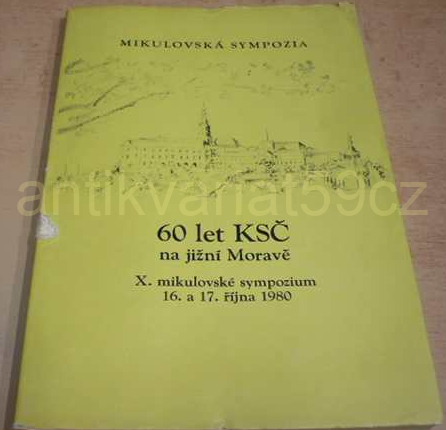 MIKULOVSKÁ SYMPOZIA
antikvariat59cz
60 let KSČ
na jižní Moravě
X. mikulovské sympozium
16. a 17. října 1980